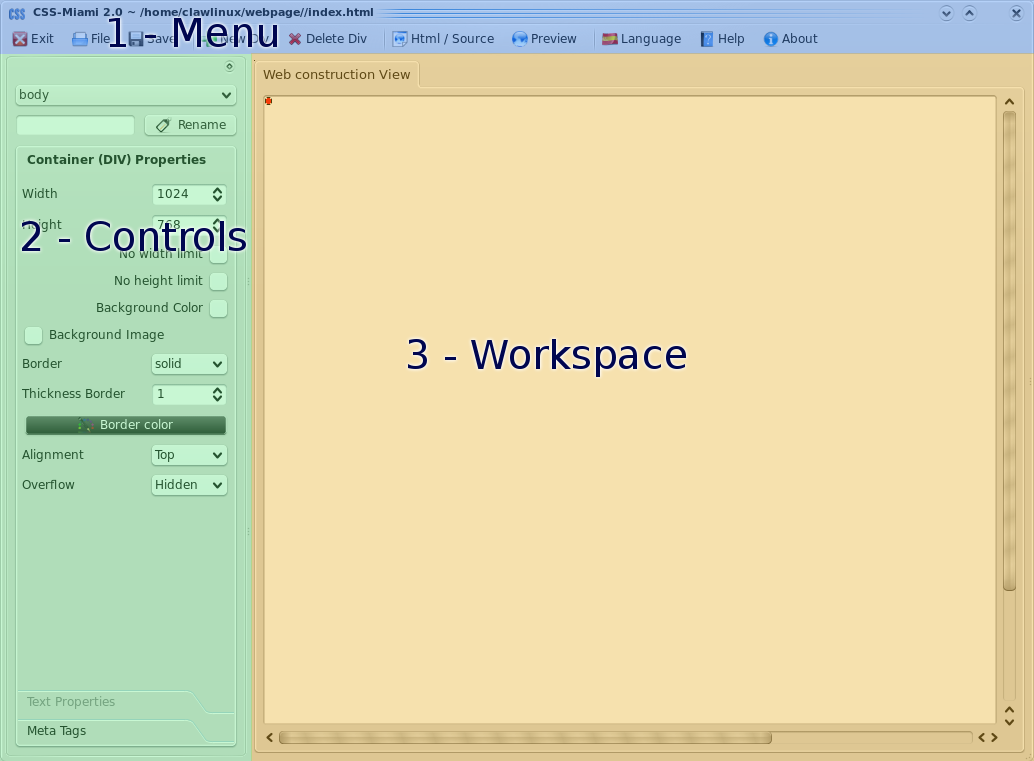 CSS-Miami 2.0 ~ /home/clawlinux/webpage//index.html
Exit File Save New Div Delete Div Html / Source Preview Language Help About
1 - Menu
body
Rename
Container (DIV) Properties
Width 1024
Height 768
2 - Controls
No width limit
No height limit
Background Color
Background Image
Border solid
Thickness Border 1
Border color
Alignment Top
Overflow Hidden
Text Properties
Meta Tags
Web construction View
3 - Workspace